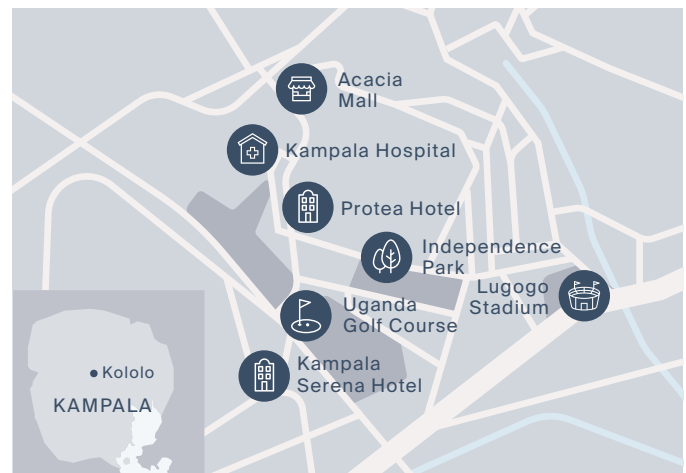 Acacia
Mall
Kampala Hospital
Protea Hotel
Independence
Park
Lugogo
Stadium
Uganda
Golf Course
Kampala
Serena Hotel
Kololo
KAMPALA